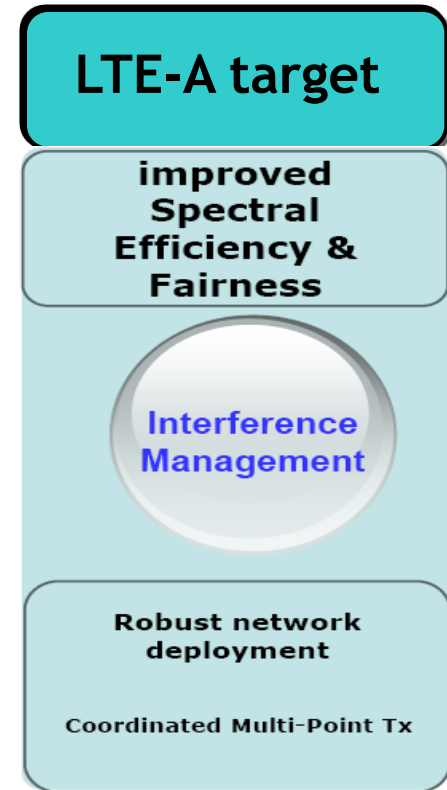 LTE-A target
improved
Spectral
Efficiency &
Fairness
Interference
Management
Robust network
deployment
Coordinated Multi-Point Tx